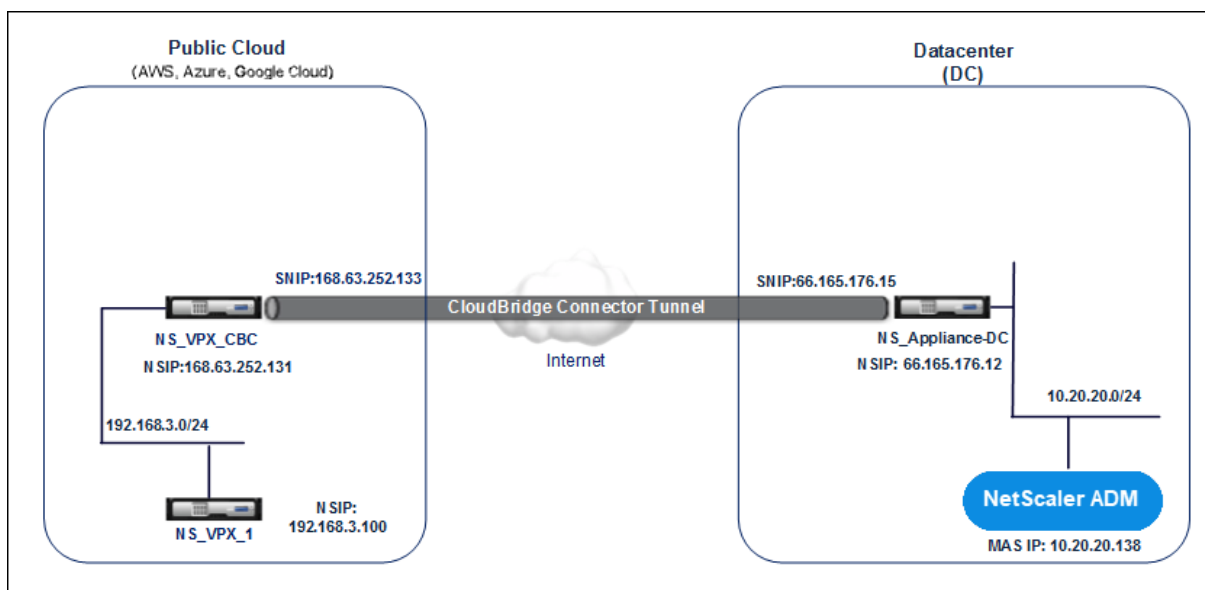 Public Cloud
(AWS, Azure, Google Cloud)
Datacenter
(DC)
SNIP:168.63.252.133
SNIP:66.165.176.15
CloudBridge Connector Tunnel
NS_VPX_CBC
NSIP:168.63.252.131
Internet
NS_Appliance-DC
NSIP: 66.165.176.12
192.168.3.0/24
10.20.20.0/24
NS_VPX_1
NSIP:
192.168.3.100
NetScaler ADM
MAS IP: 10.20.20.138